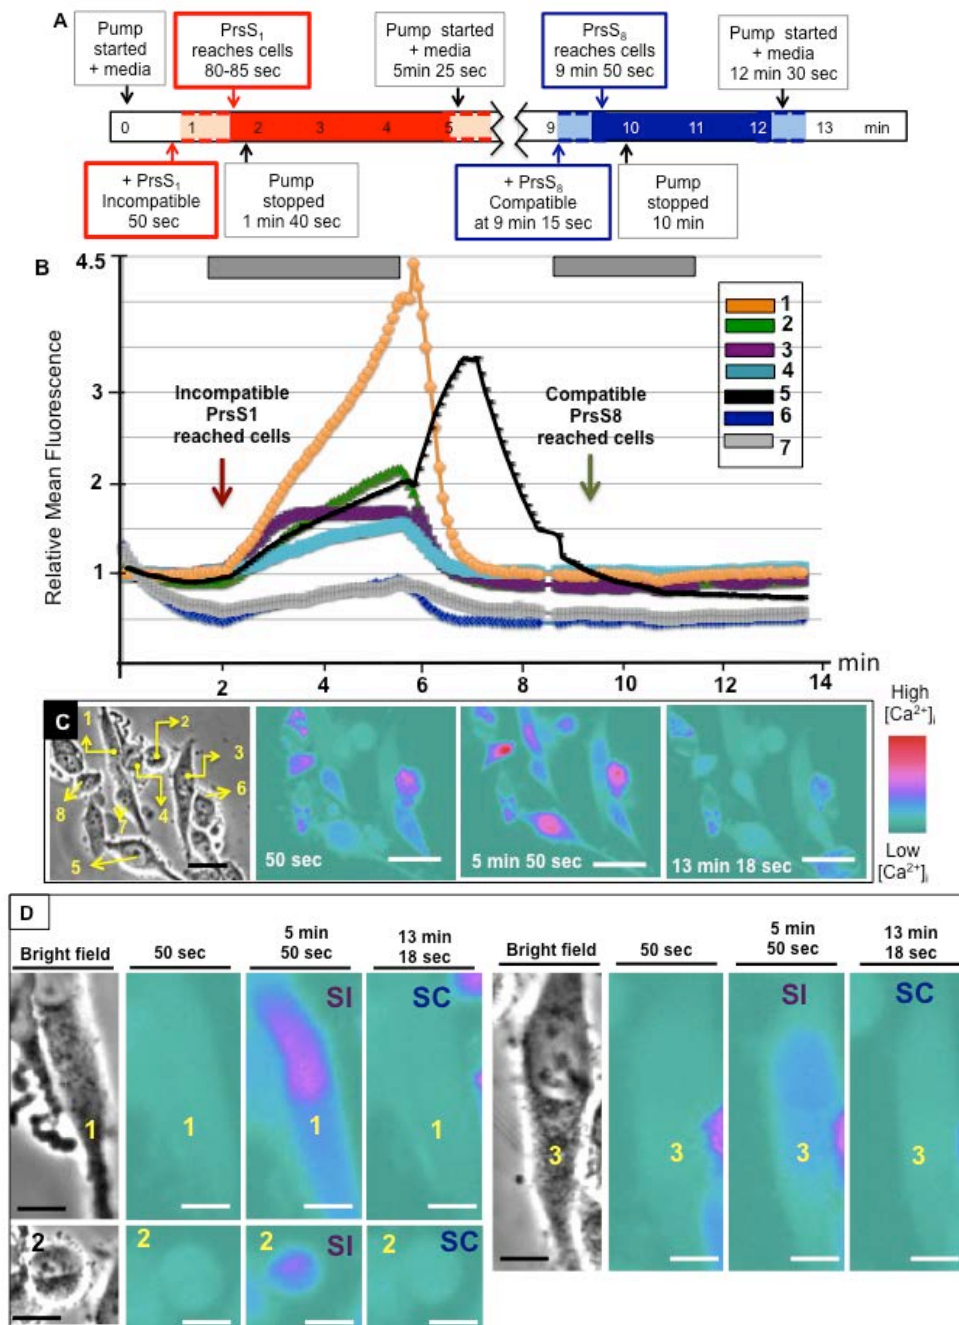 A
Pump
started
+ media
PrsS1
reaches cells
80-85 sec
Pump started
+ media
5min 25 sec
PrsS8
reaches cells
9 min 50 sec
Pump started
+ media
12 min 30 sec
0 1 2 3 4 5 9 10 11 12 13 min
+ PrsS1
Incompatible
50 sec
Pump
stopped
1 min 40 sec
+ PrsS8
Compatible
at 9 min 15 sec
Pump
stopped
10 min
B
4.5
3
2
1
Relative Mean Fluorescence
Incompatible
PrsS1
reached cells
Compatible
PrsS8
reached cells
1
2
3
4
5
6
7
2 4 6 8 10 12 14 min
C
1 2 3 4 5 6 7 8
50 sec
5 min 50 sec
13 min 18 sec
High
[Ca2+]i
Low
[Ca2+]i
D
Bright field
50 sec
5 min
50 sec
13 min
18 sec
Bright field
50 sec
5 min
50 sec
13 min
18 sec
SI SC SI SC
1 1 1 1
3 3 3 3
2 2 2 SI 2 SC